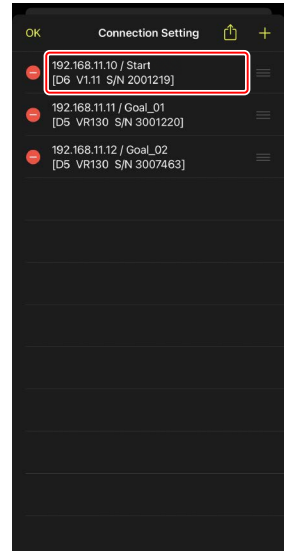 OK Connection Setting
192.168.11.10 / Start
[D6 V1.11 S/N 2001219]
192.168.11.11 / Goal_01
[D5 VR130 S/N 3001220]
192.168.11.12 / Goal_02
[D5 VR130 S/N 3007463]